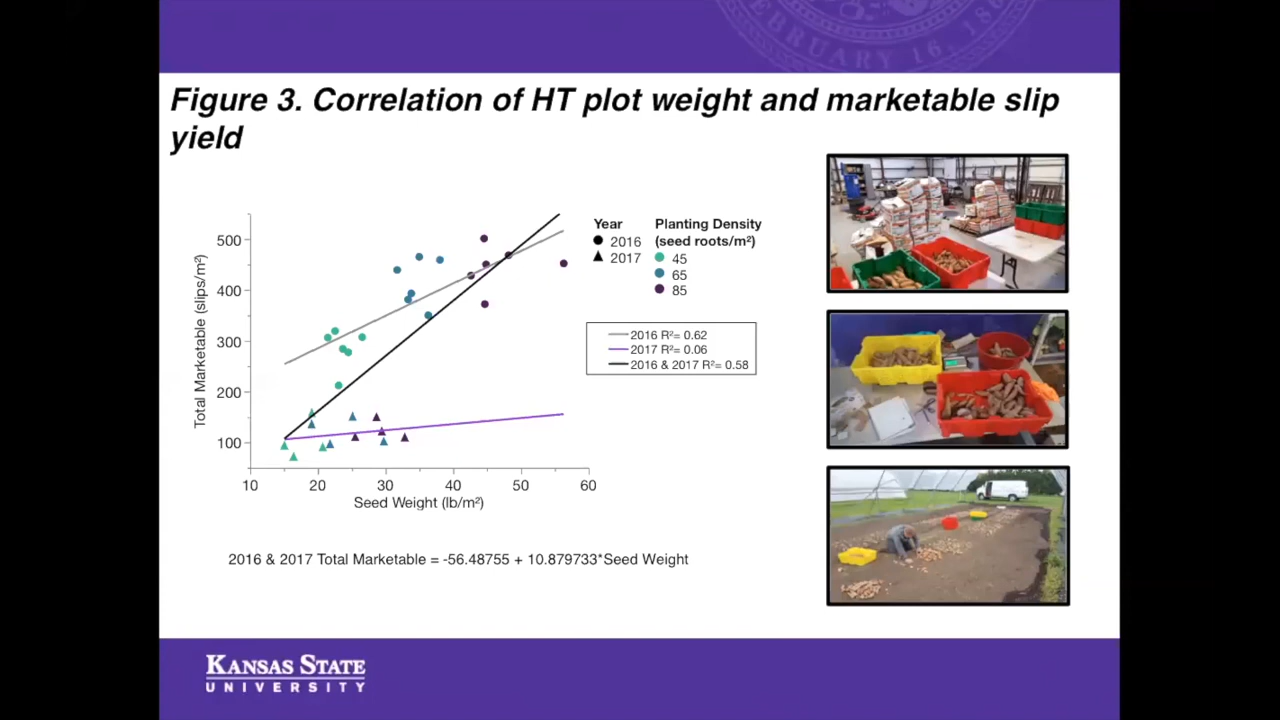 FEBRUARY 16, 186
Figure 3. Correlation of HT plot weight and marketable slip
yield
Total Marketable (slips/m²)
500
400
300
200
100
10 20 30 40 50 60
Seed Weight (lb/m²)
Year
2016
2017
Planting Density
(seed roots/m²)
45
65
85
2016 R²= 0.62
2017 R²= 0.06
2016 & 2017 R²= 0.58
2016 & 2017 Total Marketable = -56.48755 + 10.879733*Seed Weight
KANSAS STATE
UNIVERSITY